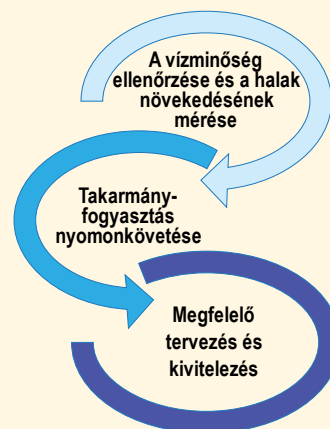 A vízminőség
ellenőrzése és a halak
növekedésének
mérése
Takarmány-
fogyasztás
nyomonkövetése
Megfelelő
tervezés és
kivitelezés